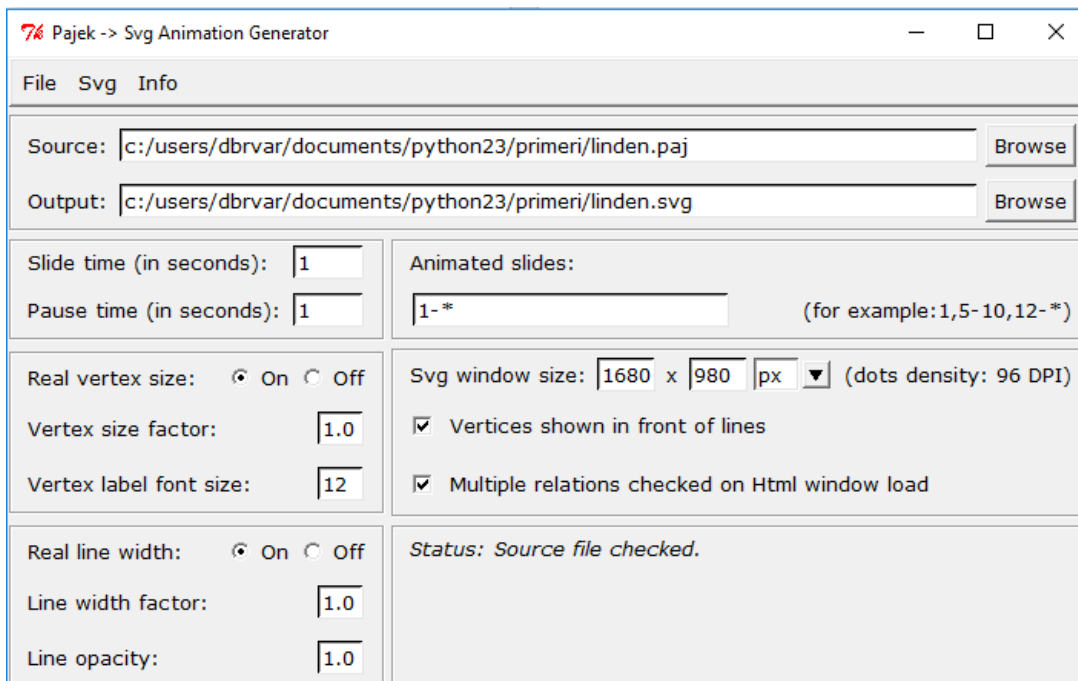 Pajek -> Svg Animation Generator
File Svg Info
Source: c:/users/dbrvar/documents/python23/primeri/linden.paj Browse
Output: c:/users/dbrvar/documents/python23/primeri/linden.svg Browse
Slide time (in seconds): 1
Pause time (in seconds): 1
Animated slides:
1-* (for example:1,5-10,12-*)
Real vertex size: On Off
Vertex size factor: 1.0
Vertex label font size: 12
Svg window size: 1680 x 980 px (dots density: 96 DPI)
Vertices shown in front of lines
Multiple relations checked on Html window load
Real line width: On Off
Line width factor: 1.0
Line opacity: 1.0
Status: Source file checked.